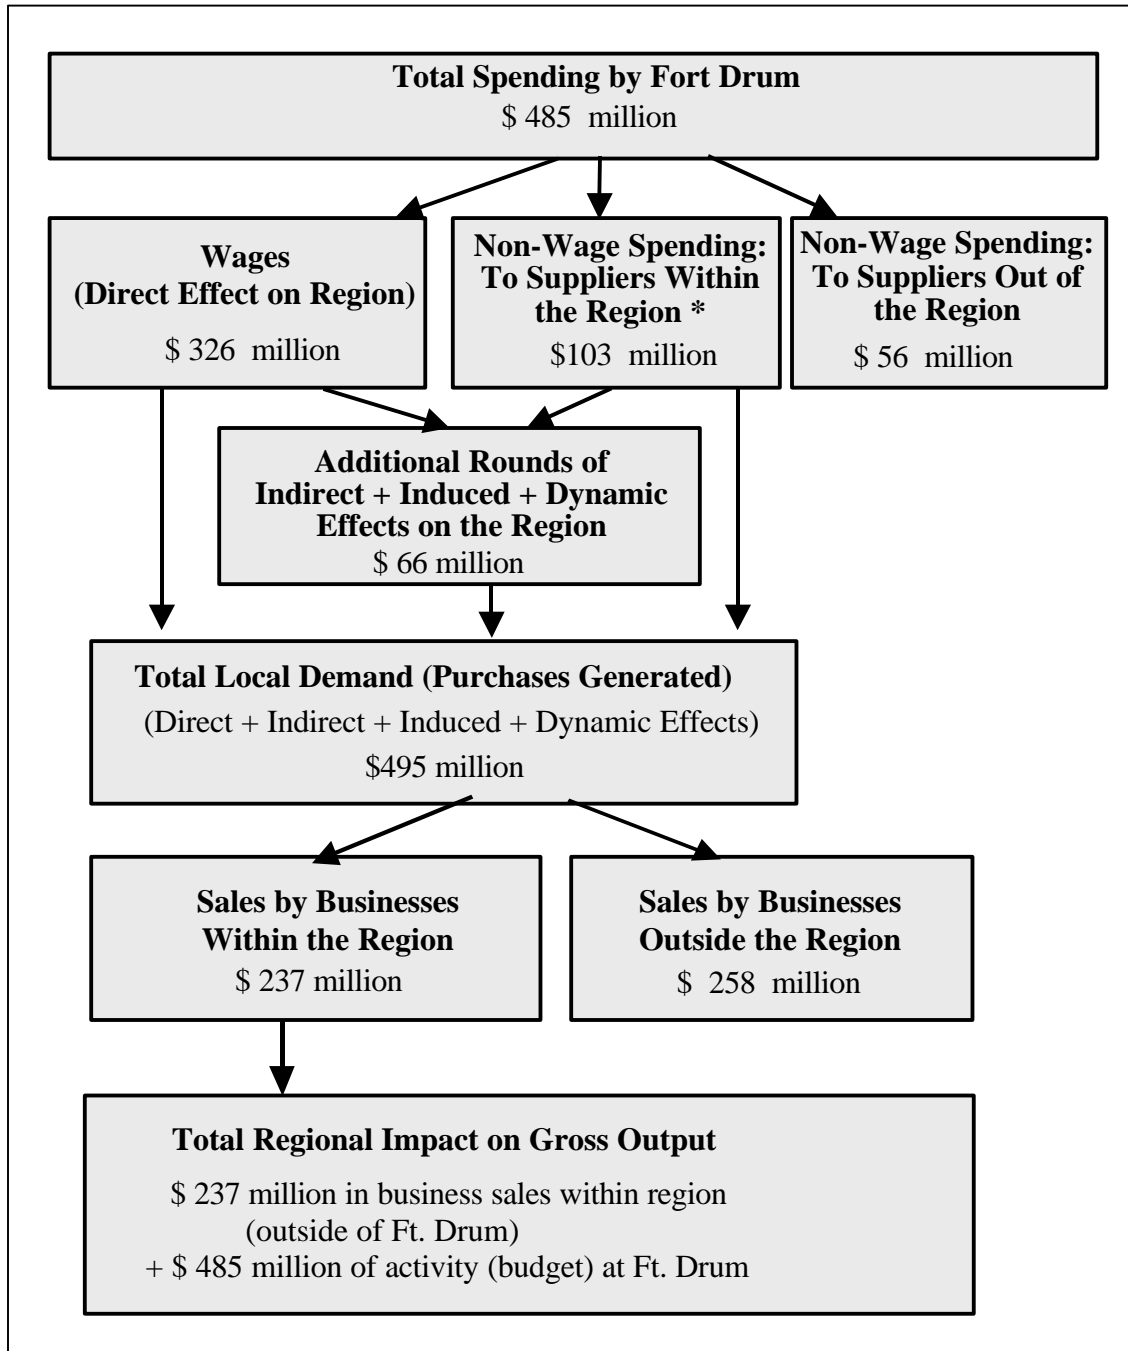 Total Spending by Fort Drum
$ 485 million
Wages
(Direct Effect on Region)
$ 326 million
Non-Wage Spending:
To Suppliers Within
the Region *
$103 million
Non-Wage Spending:
To Suppliers Out of
the Region
$ 56 million
Additional Rounds of
Indirect + Induced + Dynamic
Effects on the Region
$ 66 million
Total Local Demand (Purchases Generated)
(Direct + Indirect + Induced + Dynamic Effects)
$495 million
Sales by Businesses
Within the Region
$ 237 million
Sales by Businesses
Outside the Region
$ 258 million
Total Regional Impact on Gross Output
$ 237 million in business sales within region
(outside of Ft. Drum)
+ $ 485 million of activity (budget) at Ft. Drum